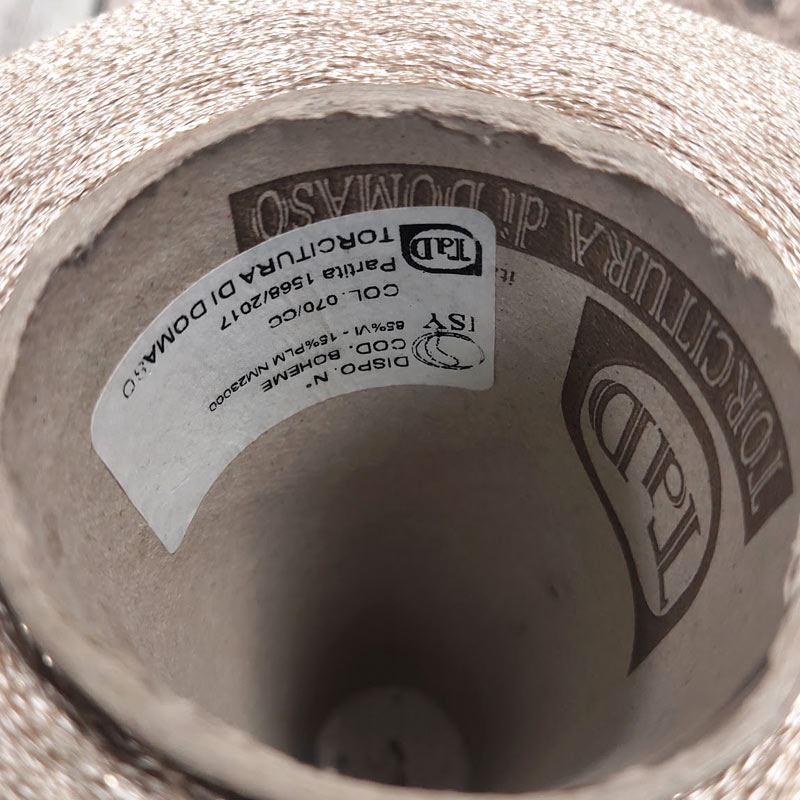 TORCITURA di DOMASO
TdD
TdD
TORCITURA DI DOMASO
Partita 1568/2017
COL. 070/CC
85%VI - 15%PLM NM23000
COD. BOHEME
DISPO. N°